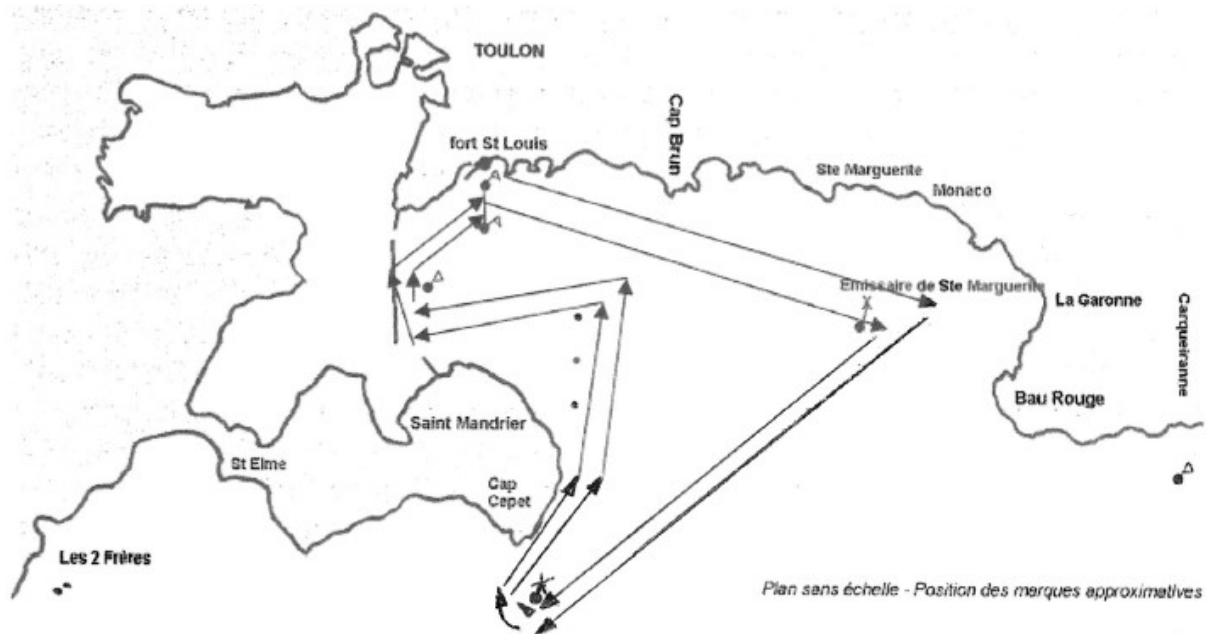 TOULON
Cap Brun
fort St Louis
Ste Marguerite
Monaco
Emissaire de Ste Marguerite
La Garonne
Carqueiranne
Bau Rouge
Saint Mandrier
St Elme
Cap
Cepet
Les 2 Frères
Plan sans échelle - Position des marques approximatives